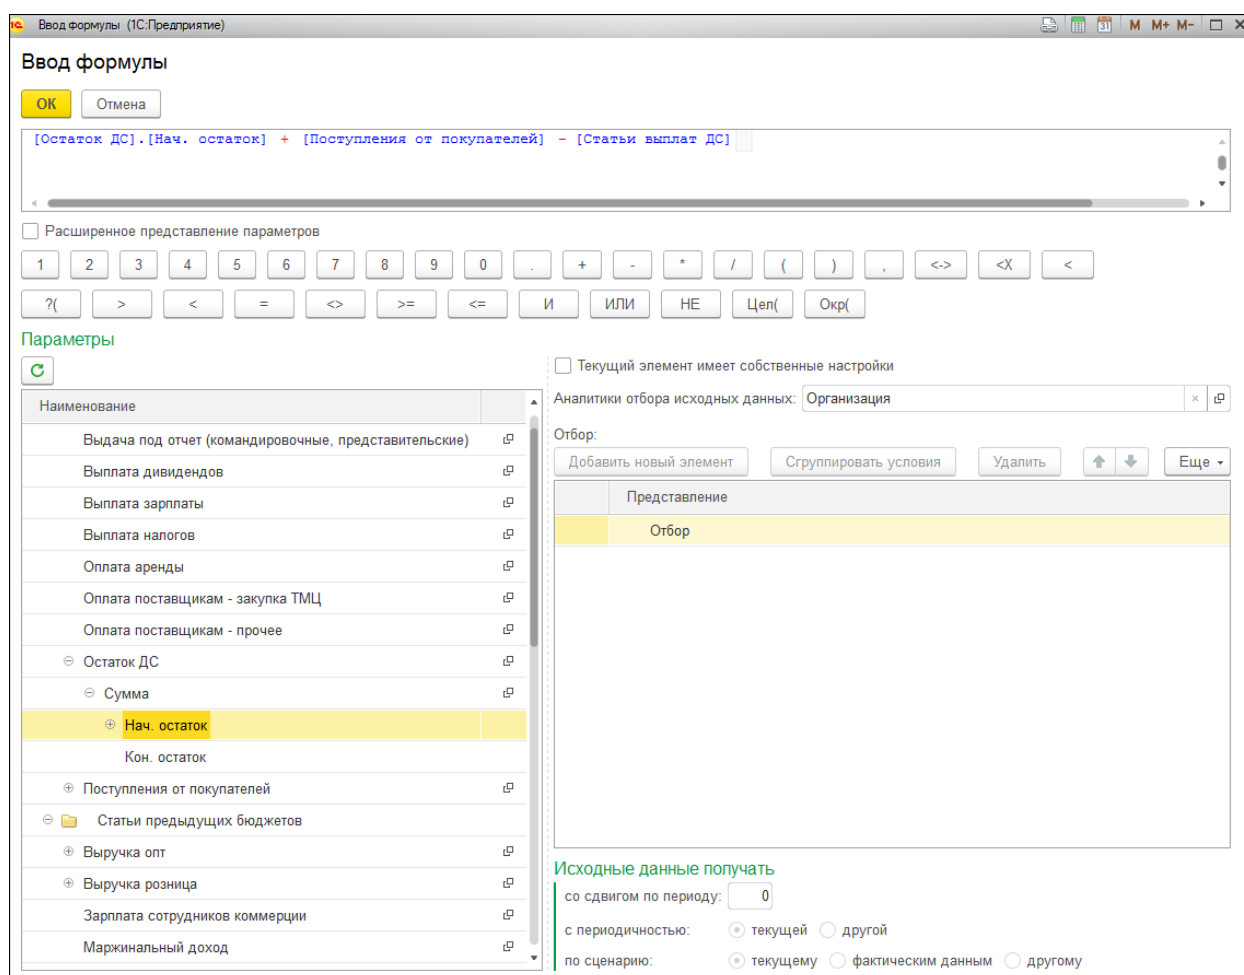 Ввод формулы (1С:Предприятие)
M M+ M-
Ввод формулы
ОК Отмена
[Остаток ДС].[Нач. остаток] + [Поступления от покупателей] - [Статьи выплат ДС]
Расширенное представление параметров
1 2 3 4 5 6 7 8 9 0 . + - * / ( ) , <-> <X <
?( > < = <> >= <= И ИЛИ НЕ Цел( Окр(
Параметры
Наименование
Выдача под отчет (командировочные, представительские)
Выплата дивидендов
Выплата зарплаты
Выплата налогов
Оплата аренды
Оплата поставщикам - закупка ТМЦ
Оплата поставщикам - прочее
Остаток ДС
Сумма
Нач. остаток
Кон. остаток
Поступления от покупателей
Статьи предыдущих бюджетов
Выручка опт
Выручка розница
Зарплата сотрудников коммерции
Маржинальный доход
Текущий элемент имеет собственные настройки
Аналитики отбора исходных данных: Организация
Отбор:
Добавить новый элемент Сгруппировать условия Удалить Еще
Представление
Отбор
Исходные данные получать
со сдвигом по периоду: 0
с периодичностью: текущей другой
по сценарию: текущему фактическим данным другому